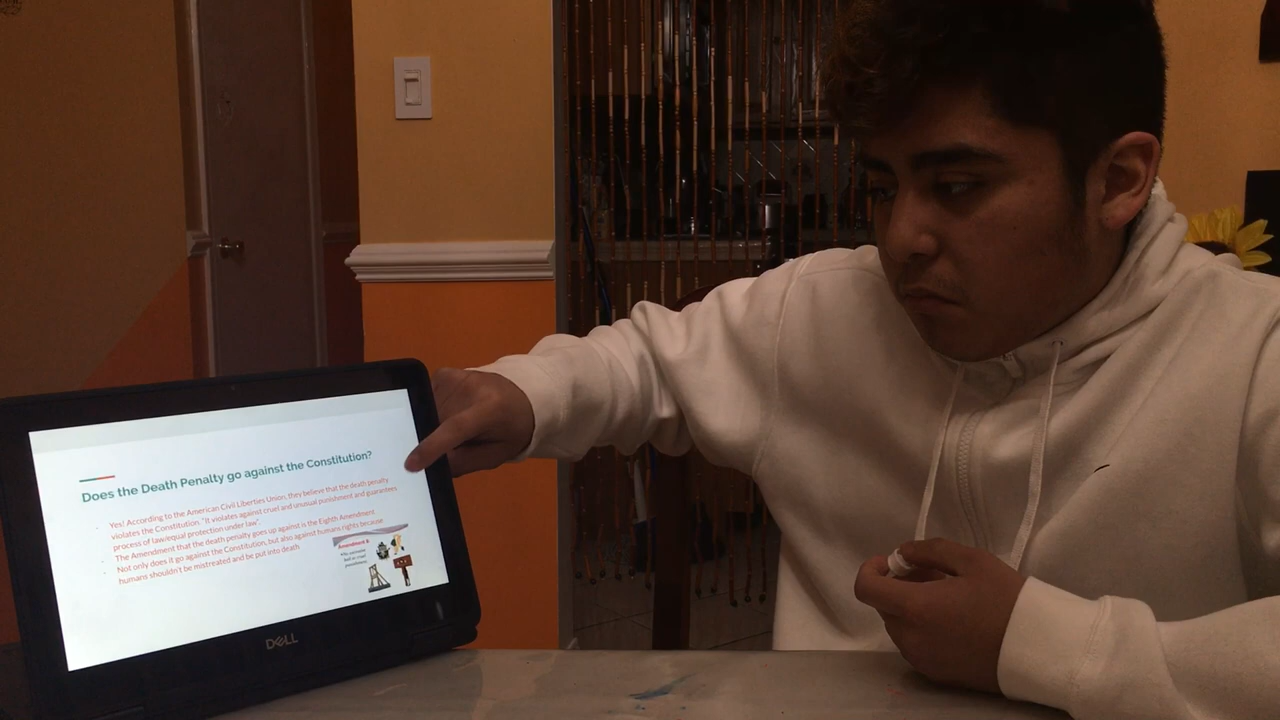 Does the Death Penalty go against the Constitution?
- Yes! According to the American Civil Liberties Union, they believe that the death penalty
violates the Constitution. "It violates against cruel and unusual punishment and guarantees
process of law/equal protection under law".
- The Amendment that the death penalty goes up against is the Eighth Amendment
- Not only does it go against the Constitution, but also against humans rights because
humans shouldn't be mistreated and be put into death
Amendment 8
DELL